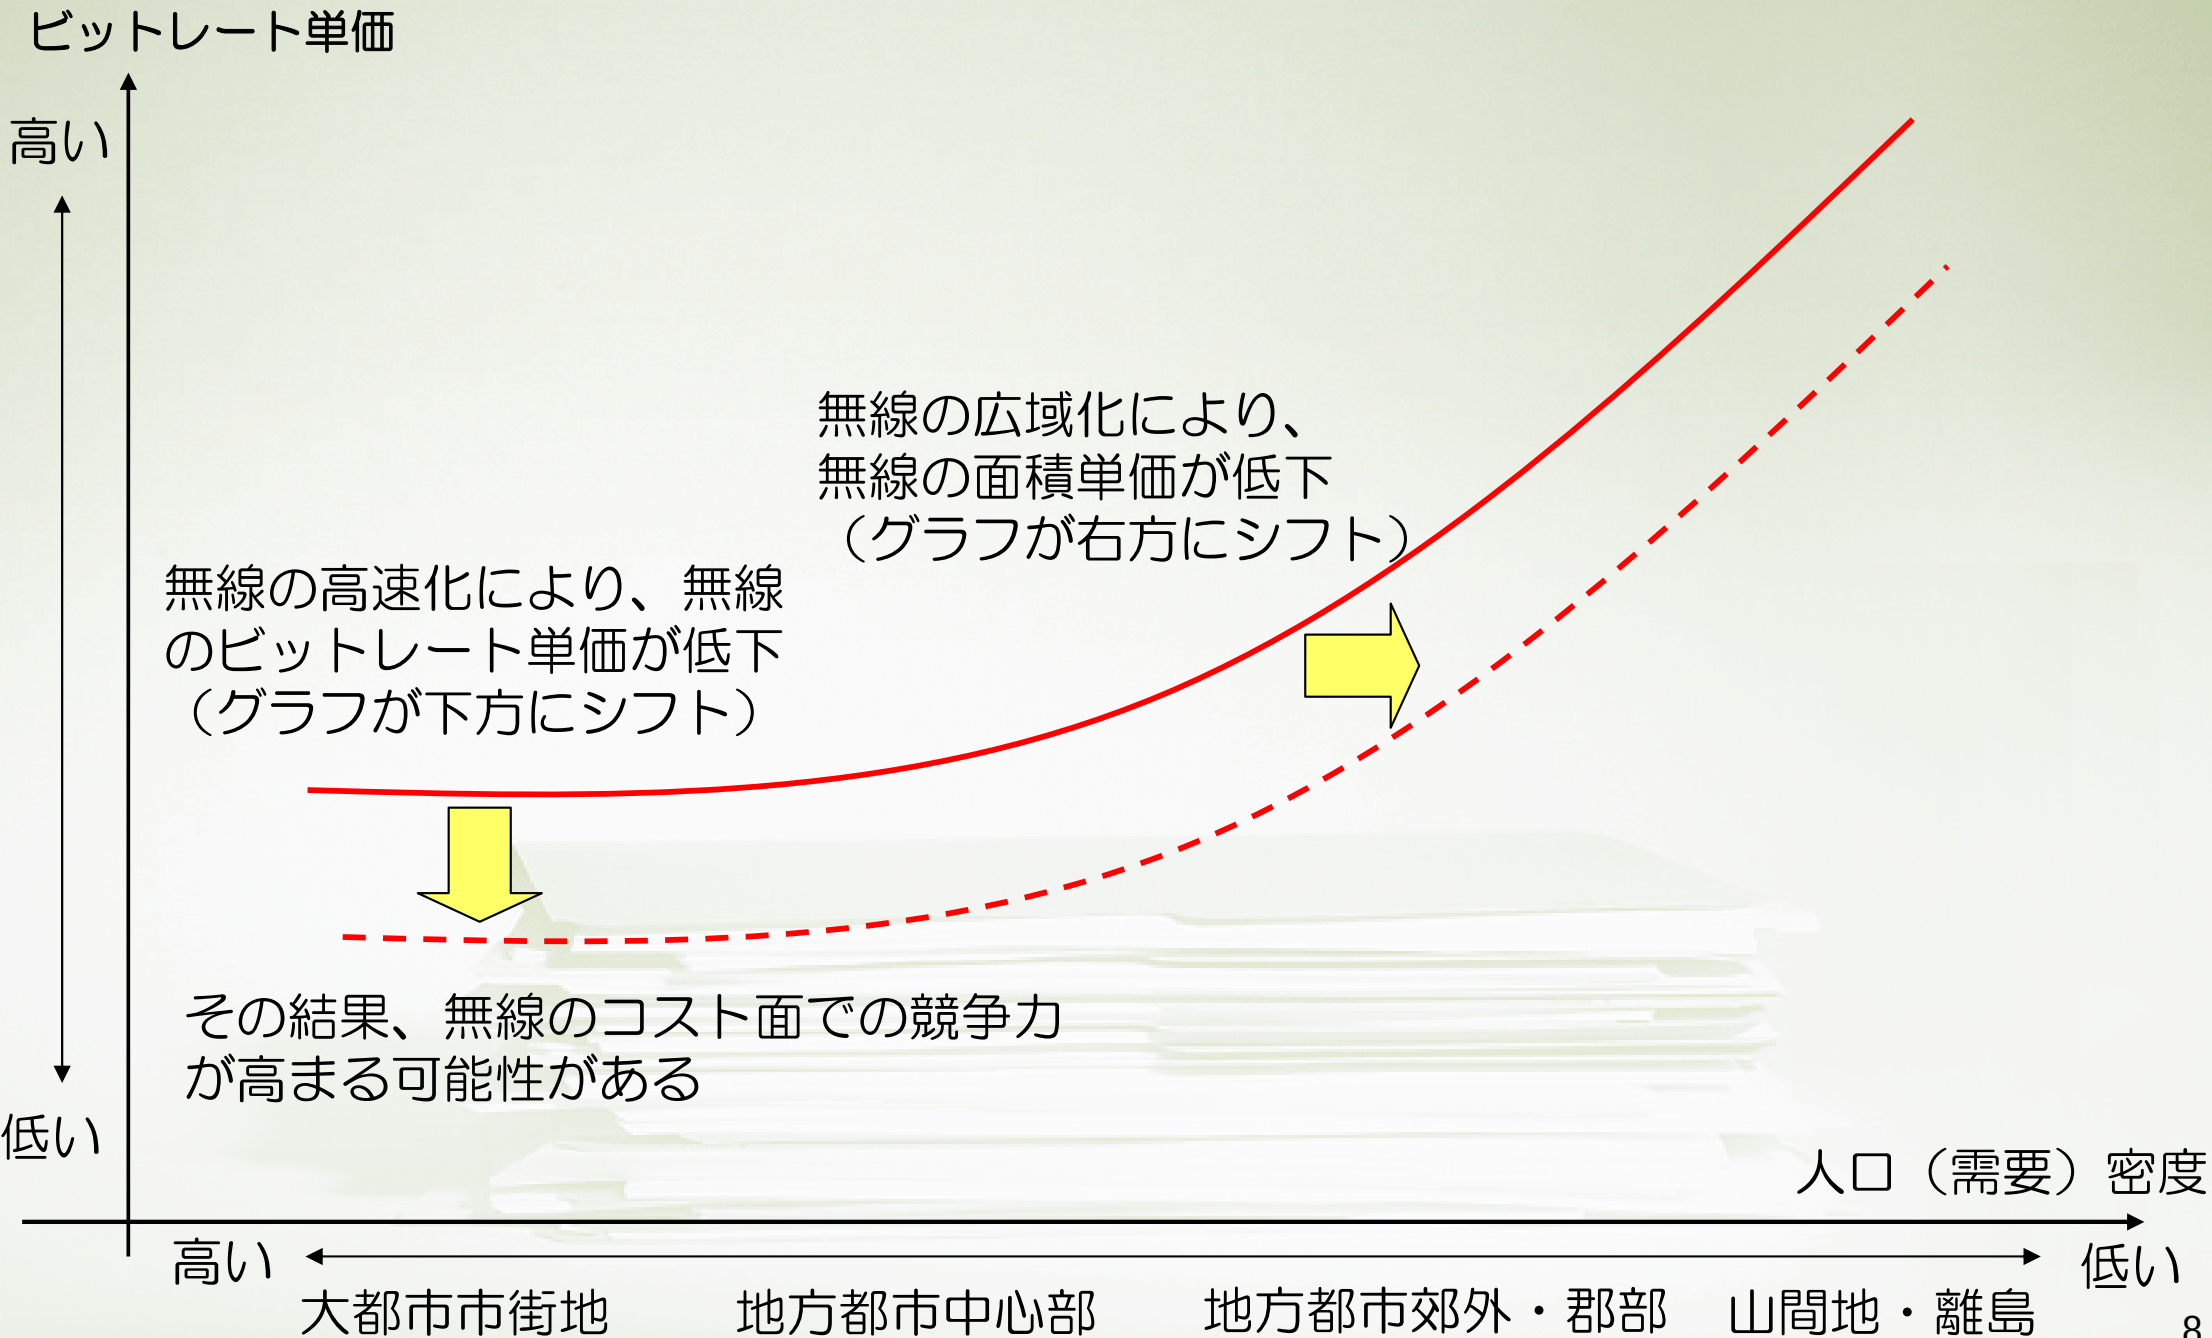 ビットレート単価
高い
無線の広域化により、
無線の面積単価が低下
（グラフが右方にシフト）
無線の高速化により、無線
のビットレート単価が低下
（グラフが下方にシフト）
その結果、無線のコスト面での競争力
が高まる可能性がある
低い
人口（需要）密度
高い
低い
大都市市街地 地方都市中心部 地方都市郊外・郡部 山間地・離島
8